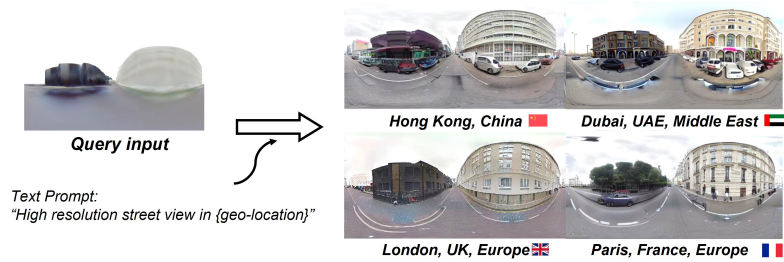 Query input
Text Prompt:
"High resolution street view in {geo-location}"
Hong Kong, China
Dubai, UAE, Middle East
London, UK, Europe
Paris, France, Europe